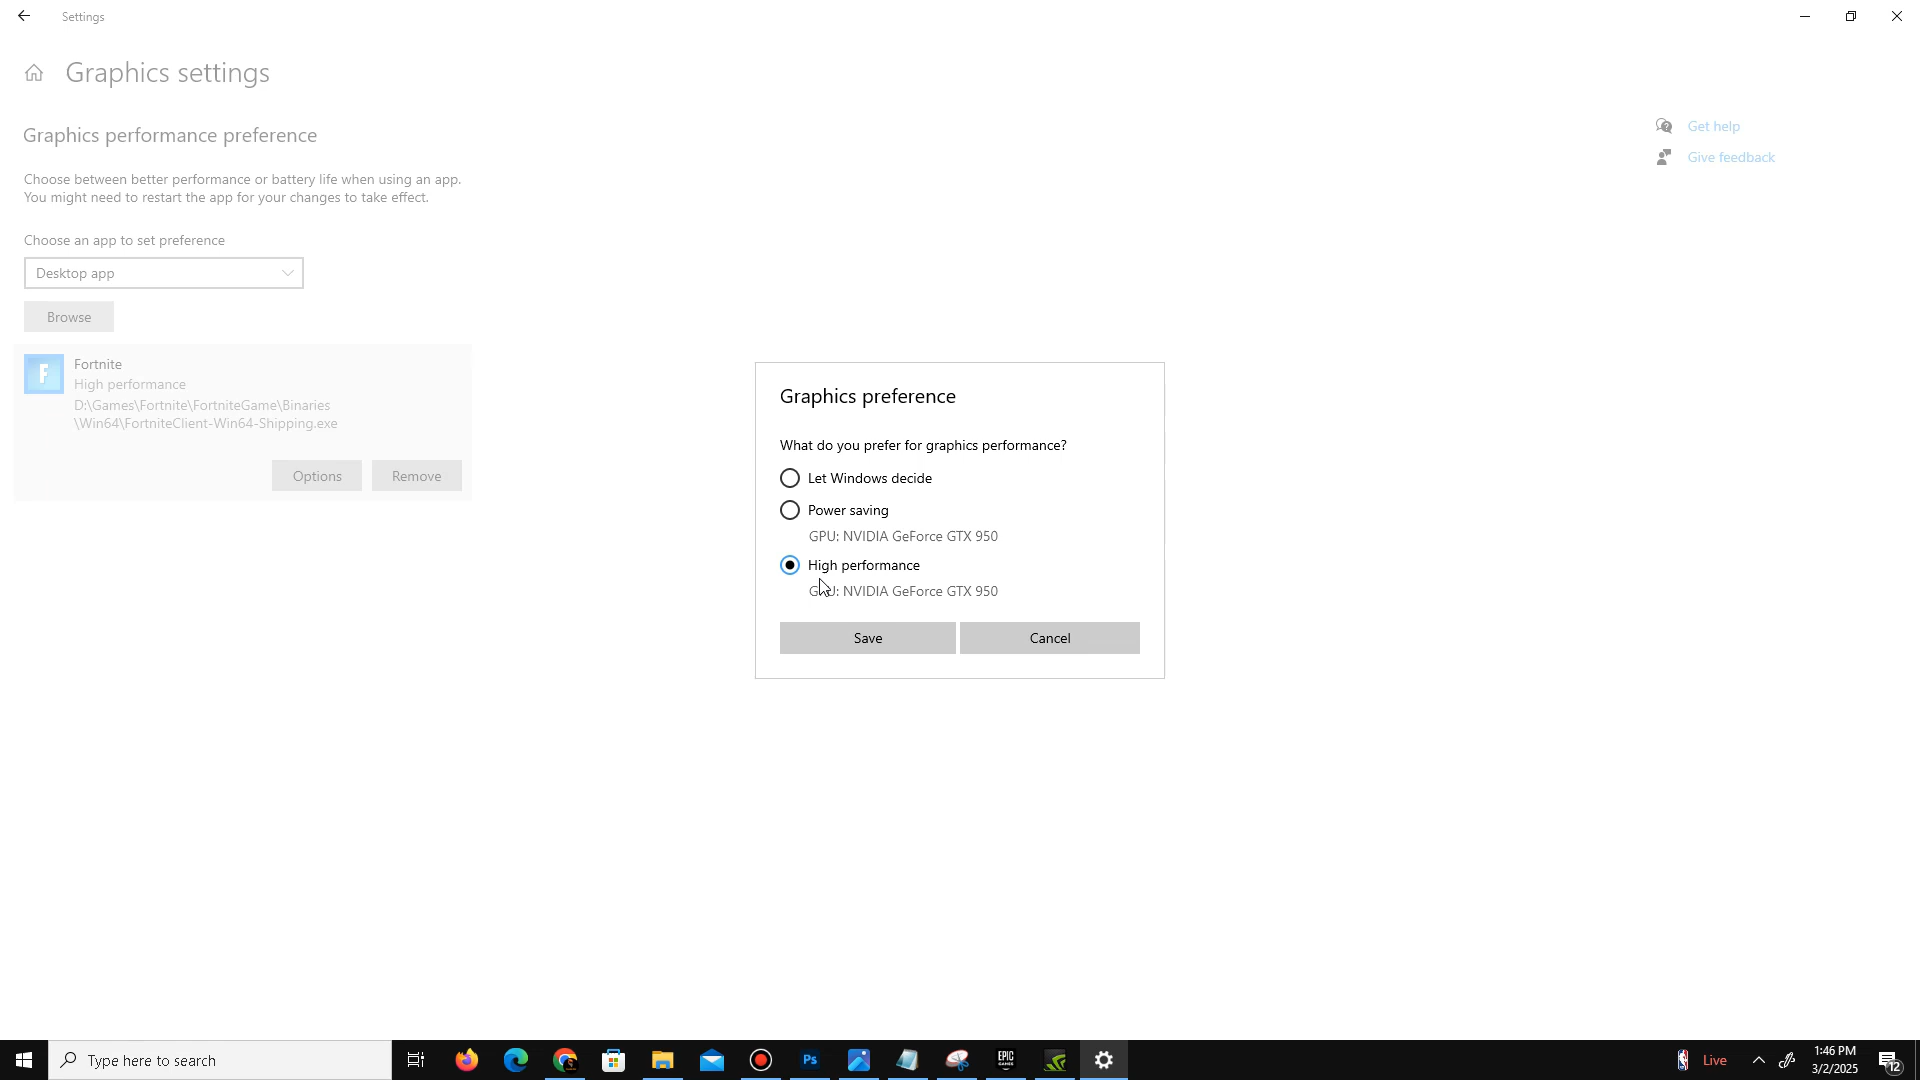 Settings
Graphics settings
Graphics performance preference
Choose between better performance or battery life when using an app.
You might need to restart the app for your changes to take effect.
Choose an app to set preference
Desktop app
Browse
F
Fortnite
High performance
D:\Games\Fortnite\FortniteGame\Binaries
\Win64\FortniteClient-Win64-Shipping.exe
Options
Remove
Get help
Give feedback
Graphics preference
What do you prefer for graphics performance?
Let Windows decide
Power saving
GPU: NVIDIA GeForce GTX 950
High performance
GPU: NVIDIA GeForce GTX 950
Save
Cancel
Type here to search
Ps
EPIC
GAMES
Live
1:46 PM
3/2/2025
12